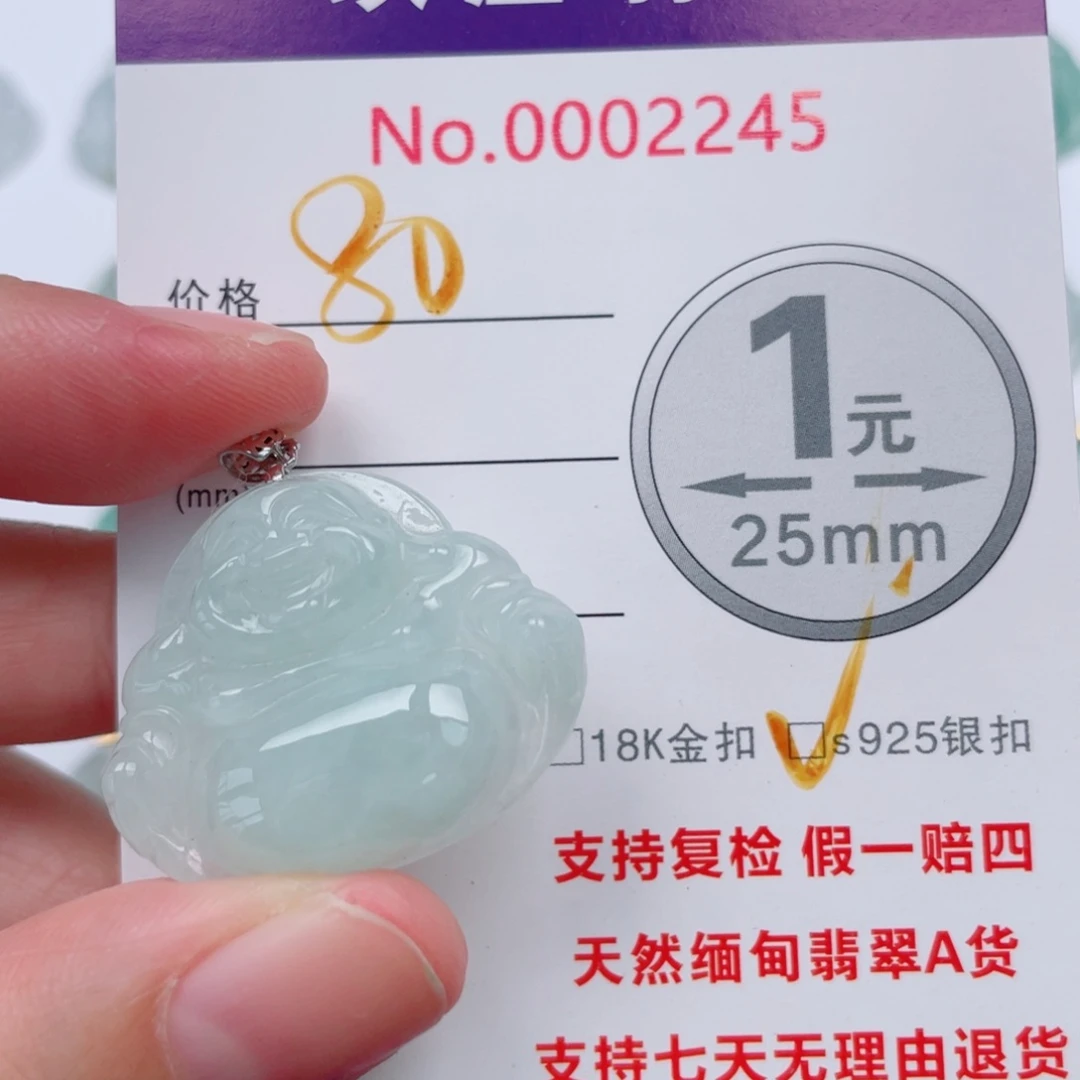 No.0002245
价格 80
1元
25mm
(mm)
18K金扣 s925银扣
支持复检 假一赔四
天然缅甸翡翠A货
支持七天无理由退货